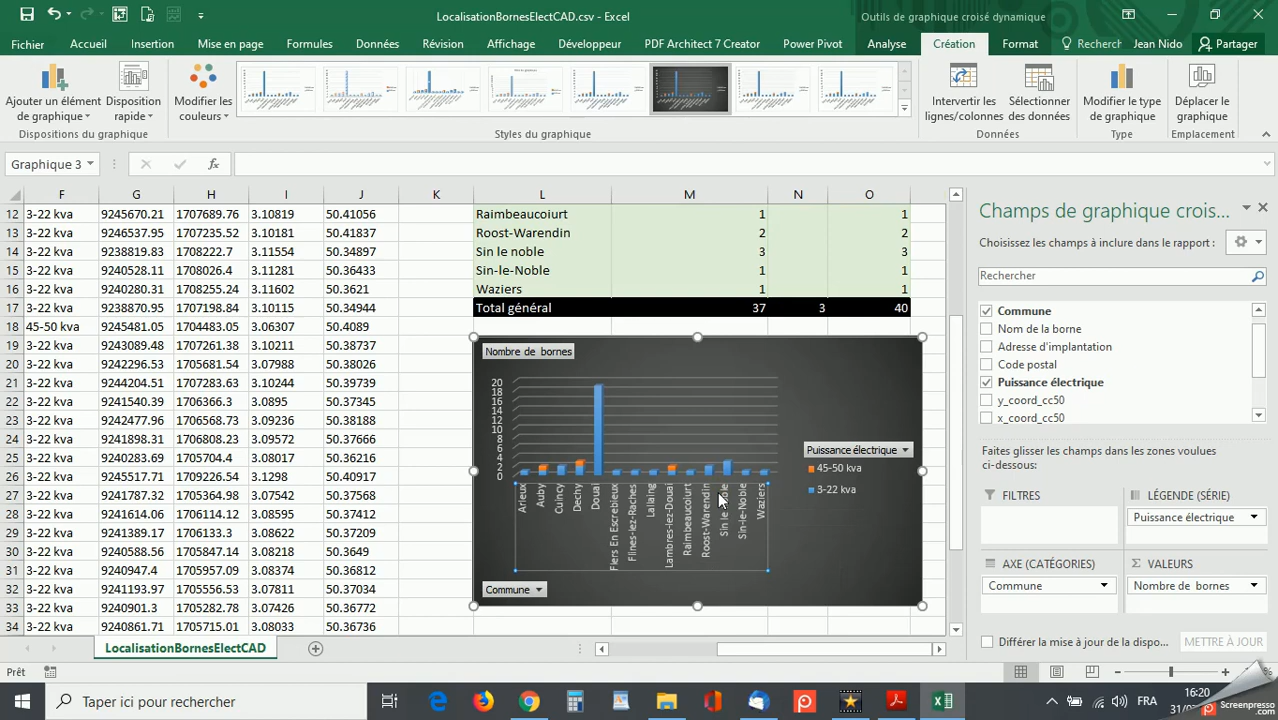 LocalisationBornesElectCAD.csv - Excel
Outils de graphique croisé dynamique
Fichier Accueil Insertion Mise en page Formules Données Révision Affichage Développeur PDF Architect 7 Creator Power Pivot Analyse Création Format Recherc Jean Nido Partager
Ajouter un élément de graphique
Disposition rapide
Modifier les couleurs
Intervertir les lignes/colonnes
Sélectionner des données
Modifier le type de graphique
Déplacer le graphique
Dispositions du graphique Styles du graphique Données Type Emplacement
Graphique 3 fx
F G H I J K L M N O
12 3-22 kva 9245670.21 1707689.76 3.10819 50.41056 Raimbeaucoiurt 1 1
13 3-22 kva 9246537.95 1707235.52 3.10181 50.41837 Roost-Warendin 2 2
14 3-22 kva 9238819.83 1708222.7 3.11554 50.34897 Sin le noble 3 3
15 3-22 kva 9240528.11 1708026.4 3.11281 50.36433 Sin-le-Noble 1 1
16 3-22 kva 9240280.31 1708255.24 3.11602 50.3621 Waziers 1 1
17 3-22 kva 9238870.95 1707198.84 3.10115 50.34944 Total général 37 3 40
18 45-50 kva 9245481.05 1704483.05 3.06307 50.4089
19 3-22 kva 9243089.48 1707261.38 3.10211 50.38737
20 3-22 kva 9242296.53 1705681.54 3.07988 50.38026
21 3-22 kva 9244204.51 1707283.63 3.10244 50.39739
22 3-22 kva 9241540.39 1706366.3 3.0895 50.37345
23 3-22 kva 9242477.96 1706568.73 3.09236 50.38188
24 3-22 kva 9241898.31 1706808.23 3.09572 50.37666
25 3-22 kva 9240283.69 1705704.4 3.08017 50.36216
26 3-22 kva 9245170.35 1709255.19 3.1298 50.40917
27 3-22 kva 9241787.32 1705364.98 3.07537 50.37568
28 3-22 kva 9241614.06 1706114.12 3.08592 50.37412
29 3-22 kva 9241389.17 1706133.3 3.08622 50.37209
30 3-22 kva 9240588.56 1705847.14 3.08218 50.3649
31 3-22 kva 9240947.4 1705957.09 3.08374 50.36812
32 3-22 kva 9241193.97 1705556.53 3.07811 50.37034
33 3-22 kva 9240901.3 1705282.78 3.07426 50.36772
34 3-22 kva 9240861.71 1705715.01 3.08033 50.36736
Nombre de bornes
20
18
16
14
12
10
8
6
4
2
0
Arleux
Auby
Cuincy
Dechy
Douai
Flers En Escrebieux
Flines-lez-Raches
Lallaing
Lambres-lez-Douai
Raimbeaucoiurt
Roost-Warendin
Sin-le-Noble
Waziers
Puissance électrique
45-50 kva
3-22 kva
Commune
Champs de graphique crois...
Choisissez les champs à inclure dans le rapport :
Rechercher
Commune
Nom de la borne
Adresse d'implantation
Code postal
Puissance électrique
y_coord_cc50
x_coord_cc50
Faites glisser les champs dans les zones voulues ci-dessous:
FILTRES
LÉGENDE (SÉRIE)
Puissance électrique
AXE (CATÉGORIES)
Commune
Σ VALEURS
Nombre de bornes
Différer la mise à jour de la dispo... METTRE À JOUR
LocalisationBornesElectCAD
Prêt
Taper ici pour rechercher
FRA
16:20
31/0
Screenpresso
.com